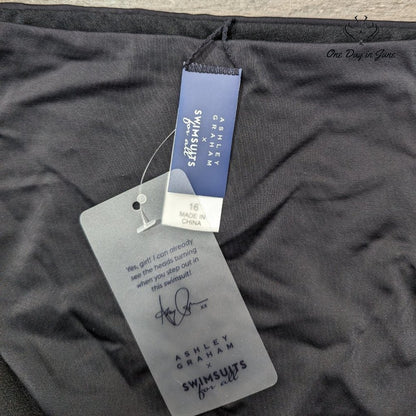 One Day in June
ASHLEY
GRAHAM
x
SWIMSUITS
for all
16
MADE IN
CHINA
Yes, girl! I can already
see the heads turning
when you step out in
this swimsuit!
xx
ASHLEY
GRAHAM
x
SWIMSUITS
for all